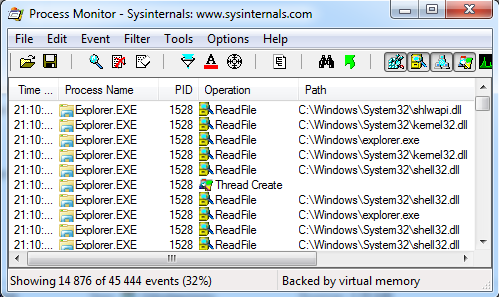 Process Monitor - Sysinternals: www.sysinternals.com
File Edit Event Filter Tools Options Help
Time ... Process Name PID Operation Path
21:10:... Explorer.EXE 1528 ReadFile C:\Windows\System32\shlwapi.dll
21:10:... Explorer.EXE 1528 ReadFile C:\Windows\System32\kernel32.dll
21:10:... Explorer.EXE 1528 ReadFile C:\Windows\explorer.exe
21:10:... Explorer.EXE 1528 ReadFile C:\Windows\System32\kernel32.dll
21:10:... Explorer.EXE 1528 ReadFile C:\Windows\System32\shell32.dll
21:10:... Explorer.EXE 1528 Thread Create
21:10:... Explorer.EXE 1528 ReadFile C:\Windows\System32\shell32.dll
21:10:... Explorer.EXE 1528 ReadFile C:\Windows\explorer.exe
21:10:... Explorer.EXE 1528 ReadFile C:\Windows\System32\shell32.dll
21:10:... Explorer.EXE 1528 ReadFile C:\Windows\System32\shell32.dll
Showing 14 876 of 45 444 events (32%) Backed by virtual memory